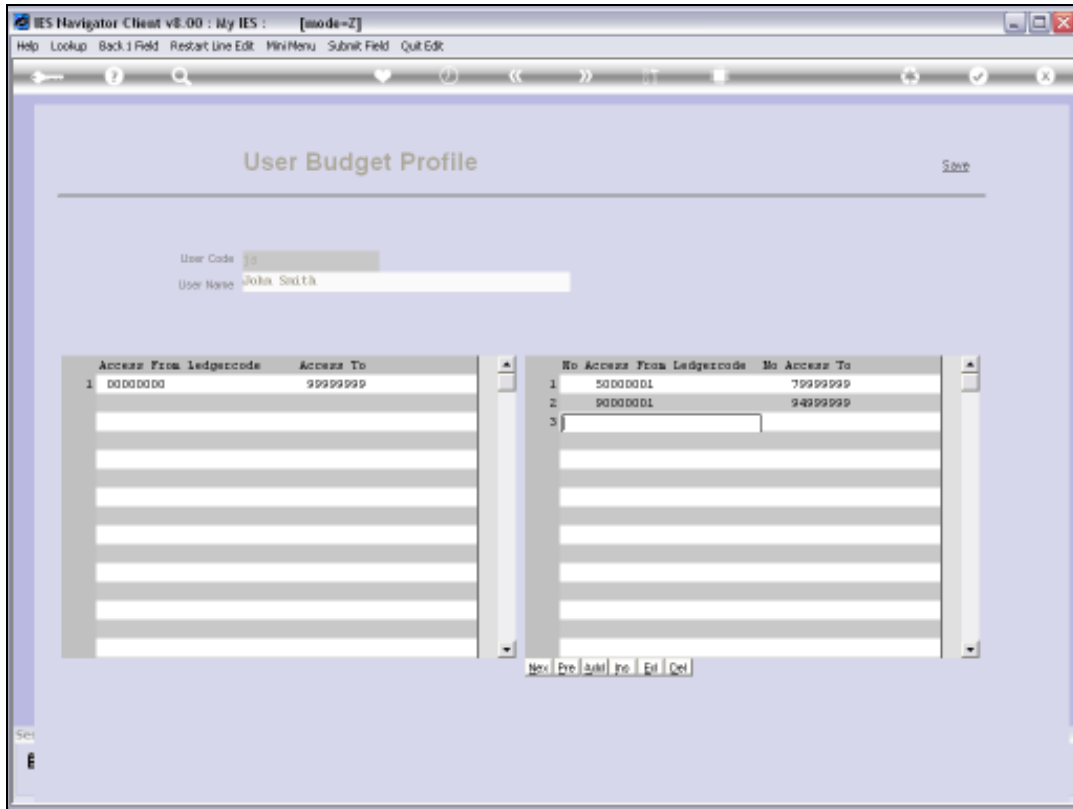 IES Navigator Client v8.00 : My IES : [mode=Z]
Help Lookup Back 1 Field Restart Line Edit MiniMenu Submit Field Quit Edit
User Budget Profile
Save
User Code js
User Name John Smith
Access From Ledgercode Access To
1 00000000 99999999
No Access From Ledgercode No Access To
1 50000001 79999999
2 90000001 94999999
3
Nex Pre Add Ins Ed Del